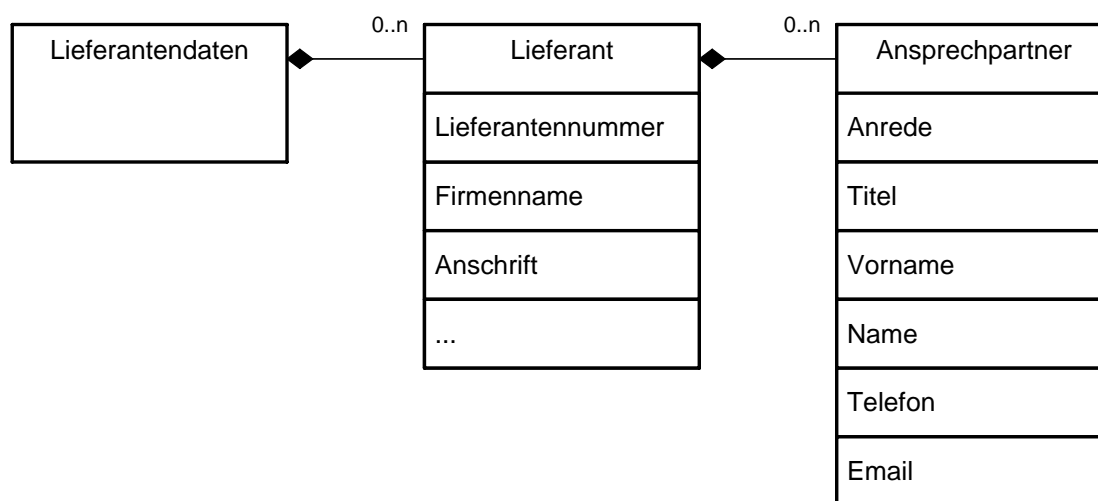 Lieferantendaten
0..n
Lieferant
Lieferantennummer
Firmenname
Anschrift
...
0..n
Ansprechpartner
Anrede
Titel
Vorname
Name
Telefon
Email